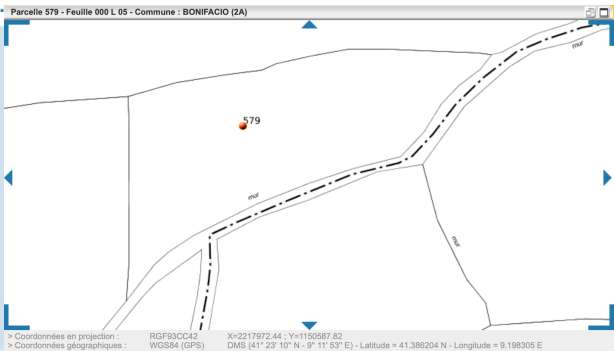 Parcelle 579 - Feuille 000 L 05 - Commune : BONIFACIO (2A)
mur
579
mur
mur
> Coordonnées en projection : RGF93CC42 X=2217972.44 ; Y=1150587.82
> Coordonnées géographiques : WGS84 (GPS) DMS (41° 23' 10" N - 9° 11' 53" E) - Latitude = 41.386204 N - Longitude = 9.198305 E